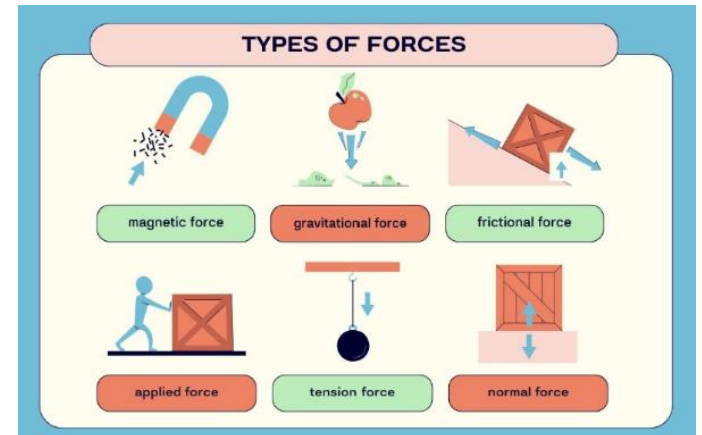 TYPES OF FORCES
magnetic force
gravitational force
frictional force
applied force
tension force
normal force